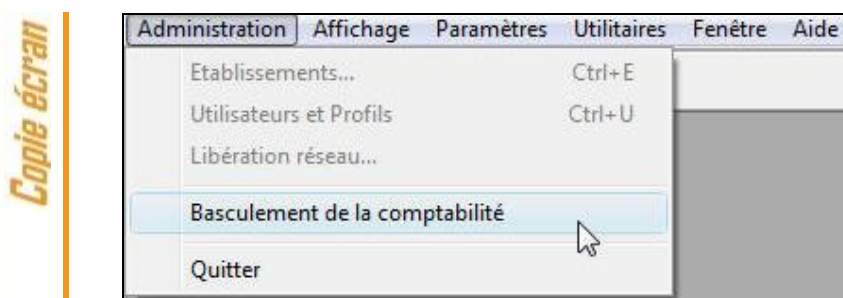 Copie écran
Administration Affichage Paramètres Utilitaires Fenêtre Aide
Etablissements... Ctrl+E
Utilisateurs et Profils Ctrl+U
Libération réseau...
Basculement de la comptabilité
Quitter